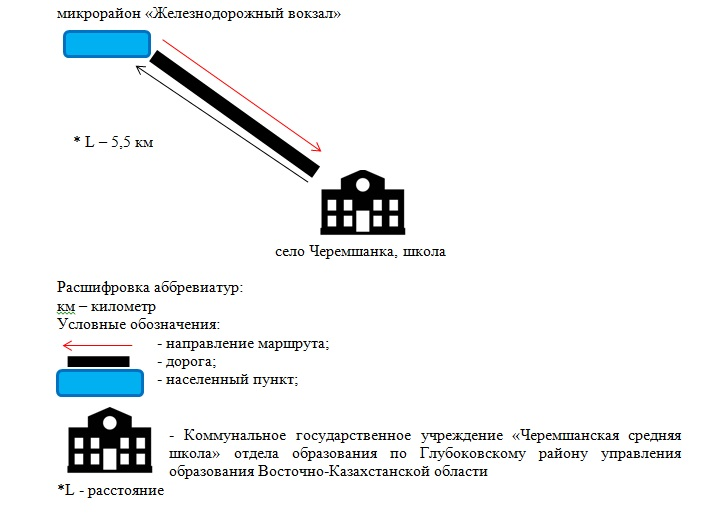 микрорайон «Железнодорожный вокзал»
* L – 5,5 км
село Черемшанка, школа
Расшифровка аббревиатур:
км – километр
Условные обозначения:
- направление маршрута;
- дорога;
- населенный пункт;
- Коммунальное государственное учреждение «Черемшанская средняя
школа» отдела образования по Глубоковскому району управления
образования Восточно-Казахстанской области
*L - расстояние